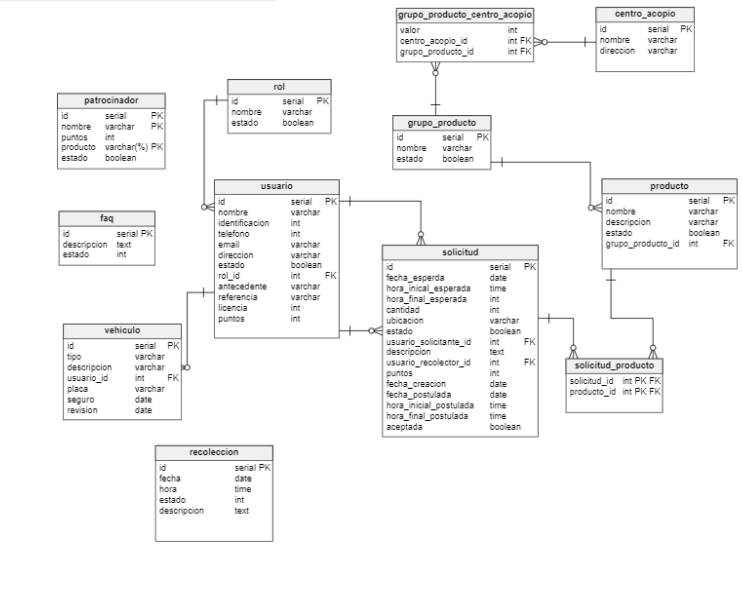 grupo_producto_centro_acopio
valor int
centro_acopio_id int FK
grupo_producto_id int FK
centro_acopio
id serial PK
nombre varchar
direccion varchar
patrocinador
id serial PK
nombre varchar PK
puntos int
producto varchar(%) PK
estado boolean
rol
id serial PK
nombre varchar
estado boolean
grupo_producto
id serial PK
nombre varchar
estado boolean
faq
id serial PK
descripcion text
estado int
usuario
id serial PK
nombre varchar
identificacion int
telefono int
email varchar
direccion varchar
estado boolean
rol_id int FK
antecedente varchar
referencia varchar
licencia int
puntos int
producto
id serial PK
nombre varchar
descripcion varchar
estado boolean
grupo_producto_id int FK
solicitud
id serial PK
fecha_esperda date
hora_inical_esperada time
hora_final_esperada int
cantidad int
ubicacion varchar
estado boolean
usuario_solicitante_id int FK
descripcion text
usuario_recolector_id int FK
puntos int
fecha_creacion date
fecha_postulada date
hora_inicial_postulada time
hora_final_postulada time
aceptada boolean
vehiculo
id serial PK
tipo varchar
descripcion varchar
usuario_id int FK
placa varchar
seguro date
revision date
solicitud_producto
solicitud_id int PK FK
producto_id int PK FK
recoleccion
id serial PK
fecha date
hora time
estado int
descripcion text